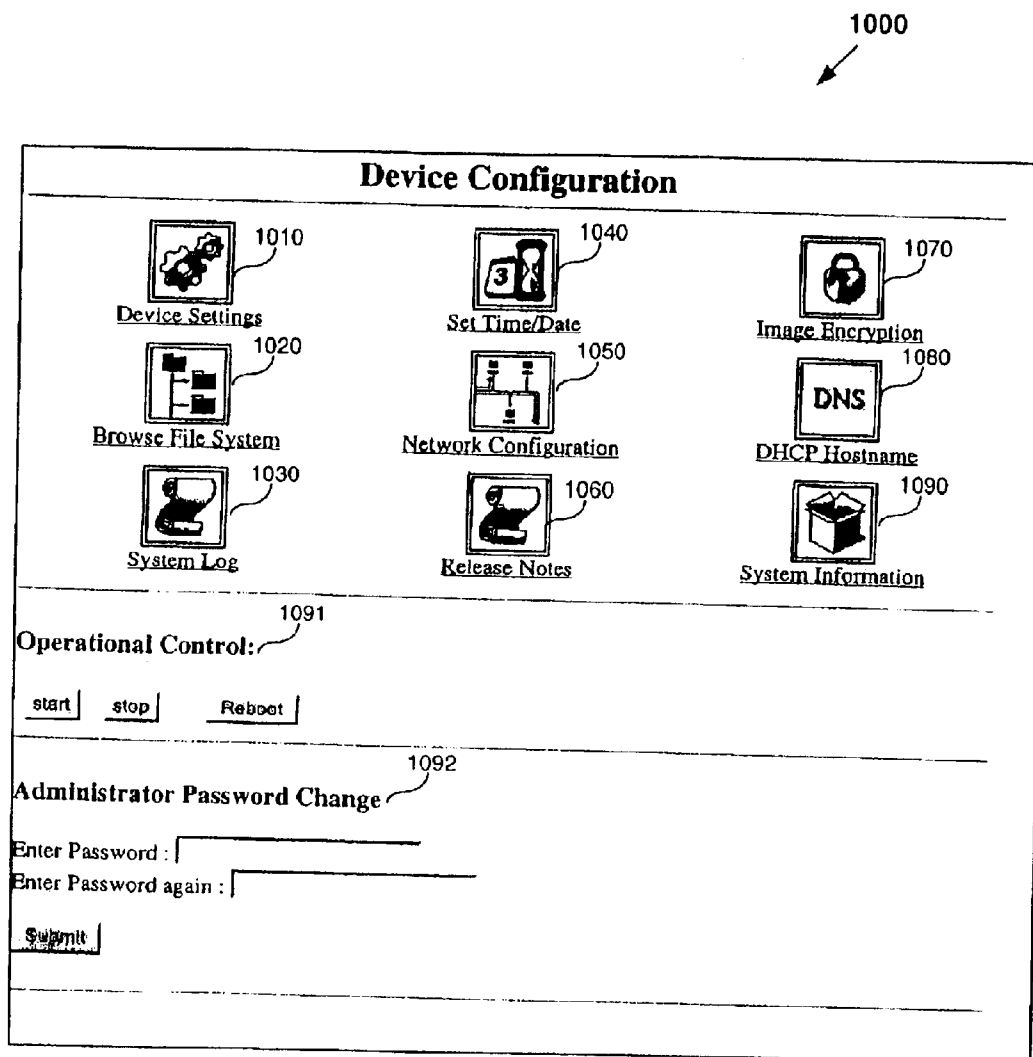 1000
Device Configuration
1010
1040
1070
3
Device Settings
Set Time/Date
Image Encryption
1020
1050
1080
DNS
Browse File System
Network Configuration
DHCP Hostname
1030
1060
1090
System Log
Release Notes
System Information
1091
Operational Control:
start stop Reboot
1092
Administrator Password Change
Enter Password :
Enter Password again :
Submit